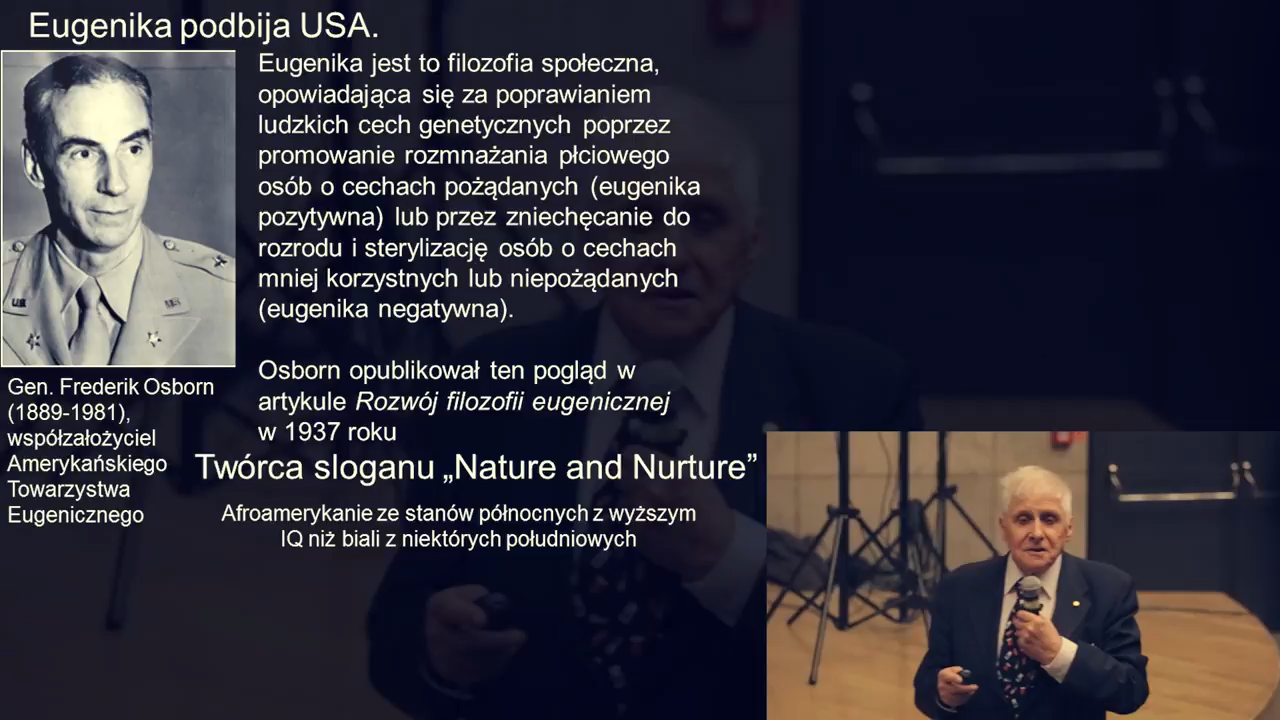 Eugenika podbija USA.
Eugenika jest to filozofia społeczna,
opowiadająca się za poprawianiem
ludzkich cech genetycznych poprzez
promowanie rozmnażania płciowego
osób o cechach pożądanych (eugenika
pozytywna) lub przez zniechęcanie do
rozrodu i sterylizację osób o cechach
mniej korzystnych lub niepożądanych
(eugenika negatywna).
Osborn opublikował ten pogląd w
artykule Rozwój filozofii eugenicznej
w 1937 roku
Gen. Frederik Osborn
(1889-1981),
współzałożyciel
Amerykańskiego
Towarzystwa
Eugenicznego
Twórca sloganu „Nature and Nurture”
Afroamerykanie ze stanów północnych z wyższym
IQ niż biali z niektórych południowych